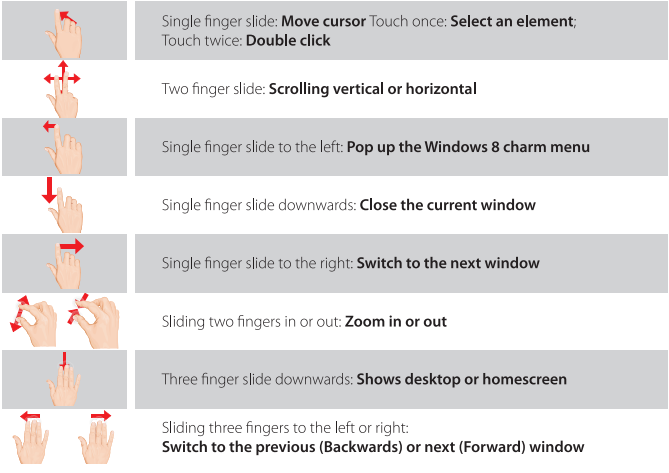 Single finger slide: Move cursor Touch once: Select an element;
Touch twice: Double click
Two finger slide: Scrolling vertical or horizontal
Single finger slide to the left: Pop up the Windows 8 charm menu
Single finger slide downwards: Close the current window
Single finger slide to the right: Switch to the next window
Sliding two fingers in or out: Zoom in or out
Three finger slide downwards: Shows desktop or homescreen
Sliding three fingers to the left or right:
Switch to the previous (Backwards) or next (Forward) window